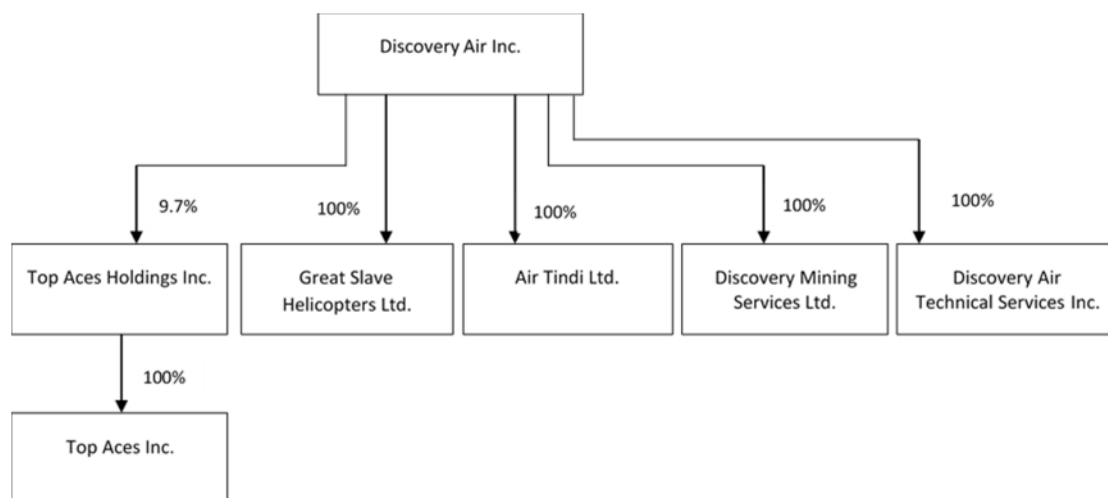 Discovery Air Inc.
9.7%
100%
100%
100%
100%
Top Aces Holdings Inc.
Great Slave
Helicopters Ltd.
Air Tindi Ltd.
Discovery Mining
Services Ltd.
Discovery Air
Technical Services Inc.
100%
Top Aces Inc.